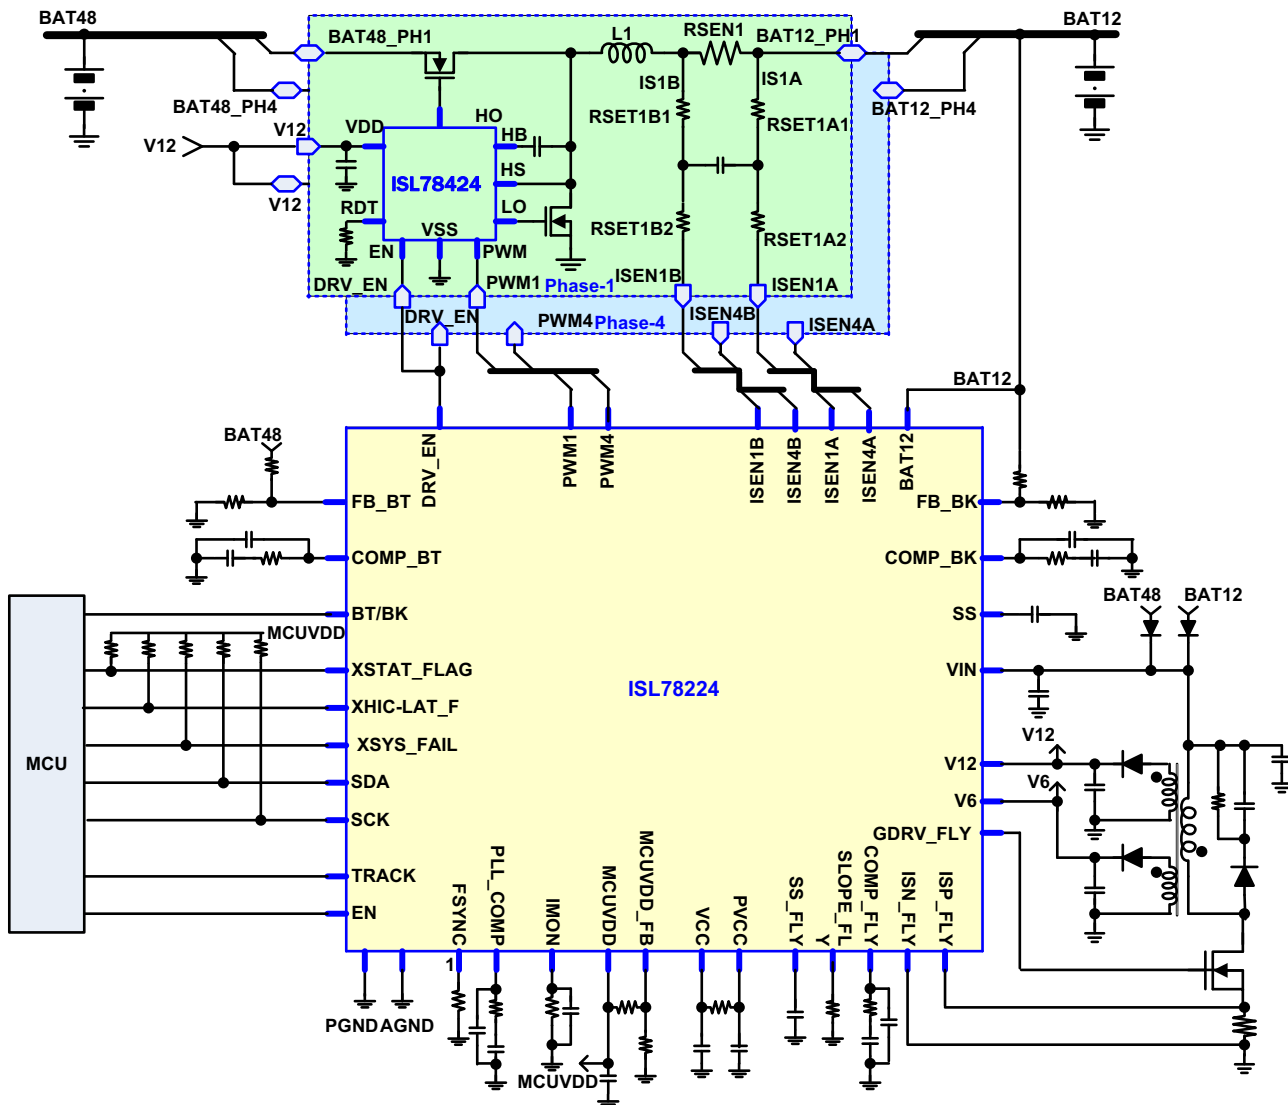 BAT48
BAT12
BAT48_PH1
L1
RSEN1
BAT12_PH1
IS1B
IS1A
BAT48_PH4
BAT12_PH4
V12
V12
VDD
HO
HB
RSET1B1
RSET1A1
ISL78424
HS
V12
RDT
LO
EN
VSS
PWM
RSET1B2
RSET1A2
DRV_EN
PWM1
Phase-1
ISEN1B
ISEN1A
DRV_EN
PWM4
Phase-4
ISEN4B
ISEN4A
BAT12
BAT48
DRV_EN
PWM1
PWM4
ISEN1B
ISEN4B
ISEN1A
ISEN4A
BAT12
FB_BT
FB_BK
COMP_BT
COMP_BK
BAT48
BAT12
BT/BK
SS
MCUVDD
XSTAT_FLAG
VIN
ISL78224
XHIC-LAT_F
V12
XSYS_FAIL
MCU
V12
SDA
V6
V6
SCK
GDRV_FLY
TRACK
EN
FSYNC
PLL_COMP
IMON
MCUVDD
MCUVDD_FB
VCC
PVCC
SS_FLY
SLOPE_FL
Y
COMP_FLY
ISN_FLY
ISP_FLY
1
PGND
AGND
MCUVDD